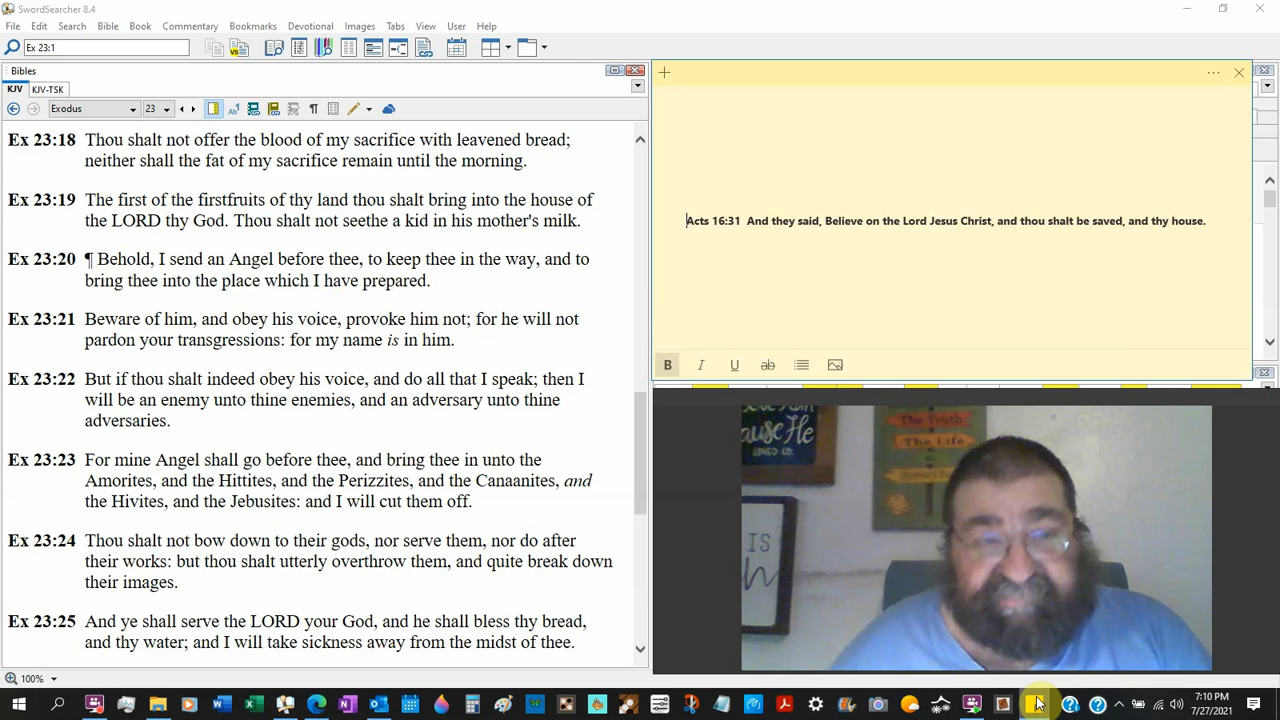 SwordSearcher 8.4
File Edit Search Bible Book Commentary Bookmarks Devotional Images Tabs View User Help
Ex 23:1
Bibles
KJV KJV-TSK
Exodus 23
Ex 23:18 Thou shalt not offer the blood of my sacrifice with leavened bread;
neither shall the fat of my sacrifice remain until the morning.
Ex 23:19 The first of the firstfruits of thy land thou shalt bring into the house of
the LORD thy God. Thou shalt not seethe a kid in his mother's milk.
Ex 23:20 ¶ Behold, I send an Angel before thee, to keep thee in the way, and to
bring thee into the place which I have prepared.
Ex 23:21 Beware of him, and obey his voice, provoke him not; for he will not
pardon your transgressions: for my name is in him.
Ex 23:22 But if thou shalt indeed obey his voice, and do all that I speak; then I
will be an enemy unto thine enemies, and an adversary unto thine
adversaries.
Ex 23:23 For mine Angel shall go before thee, and bring thee in unto the
Amorites, and the Hittites, and the Perizzites, and the Canaanites, and
the Hivites, and the Jebusites: and I will cut them off.
Ex 23:24 Thou shalt not bow down to their gods, nor serve them, nor do after
their works: but thou shalt utterly overthrow them, and quite break down
their images.
Ex 23:25 And ye shall serve the LORD your God, and he shall bless thy bread,
and thy water; and I will take sickness away from the midst of thee.
100%
Acts 16:31 And they said, Believe on the Lord Jesus Christ, and thou shalt be saved, and thy house.
B I U ab
ause He
LOVED US
The Truth
The Life
IS
7:10 PM
7/27/2021